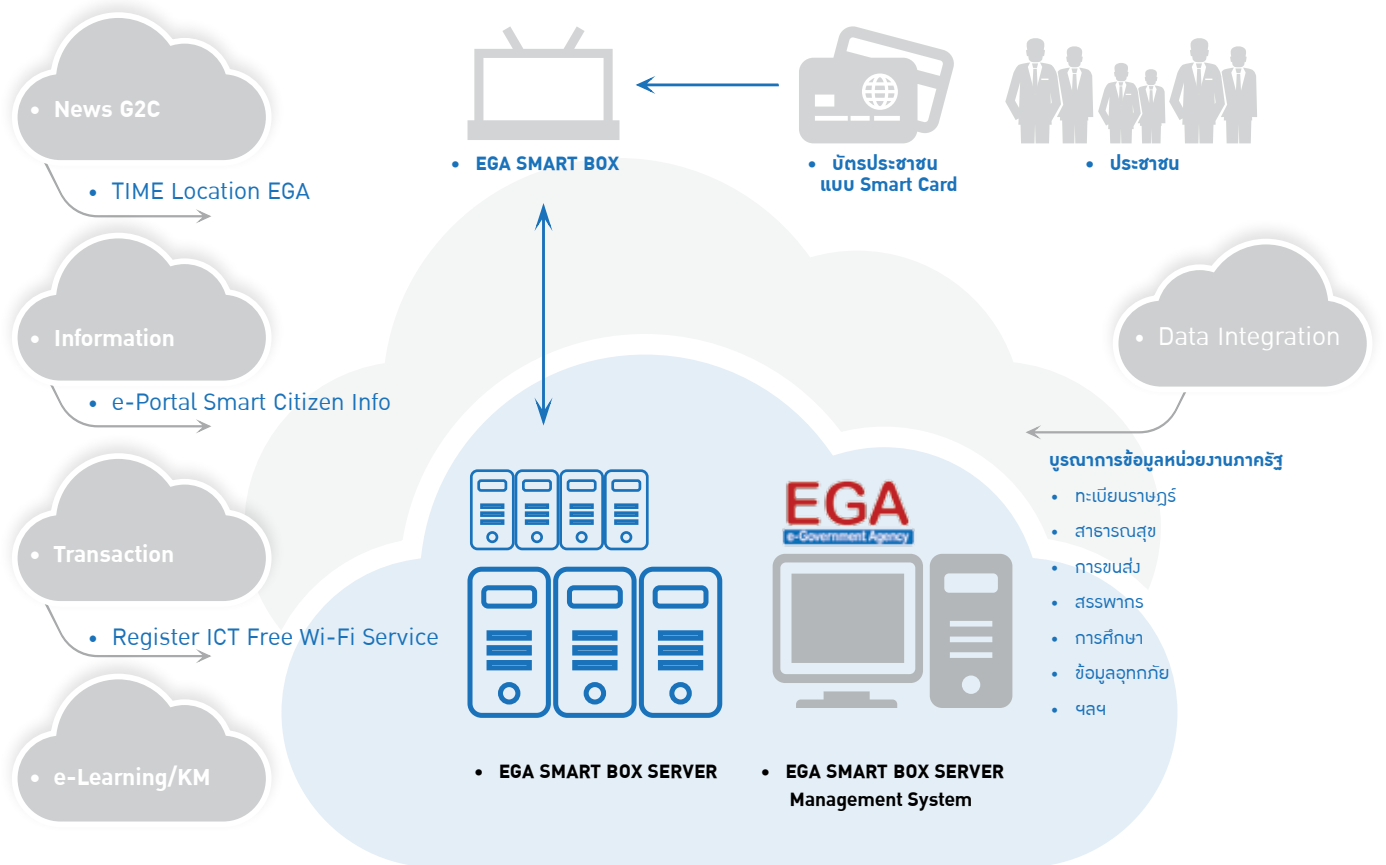 • News G2C
• TIME Location EGA
• Information
• e-Portal Smart Citizen Info
• Transaction
• Register ICT Free Wi-Fi Service
• e-Learning/KM
• EGA SMART BOX
• บัตรประชาชน
แบบ Smart Card
• ประชาชน
• Data Integration
บูรณาการข้อมูลหน่วยงานภาครัฐ
• ทะเบียนราษฎร์
• สาธารณสุข
• การขนส่ง
• สรรพากร
• การศึกษา
• ข้อมูลอุทกภัย
• ฯลฯ
EGA
e-Government Agency
• EGA SMART BOX SERVER
• EGA SMART BOX SERVER
Management System